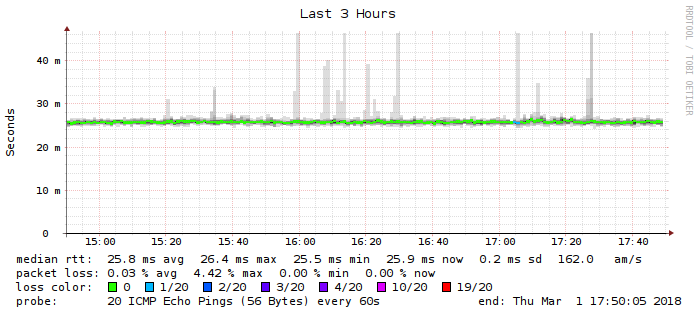 Last 3 Hours
RRDTOOL / TOBI OETIKER
Seconds
40 m
30 m
20 m
10 m
0
15:00 15:20 15:40 16:00 16:20 16:40 17:00 17:20 17:40
median rtt: 25.8 ms avg 26.4 ms max 25.5 ms min 25.9 ms now 0.2 ms sd 162.0 am/s
packet loss: 0.03 % avg 4.42 % max 0.00 % min 0.00 % now
loss color: 0 1/20 2/20 3/20 4/20 10/20 19/20
probe: 20 ICMP Echo Pings (56 Bytes) every 60s end: Thu Mar 1 17:50:05 2018